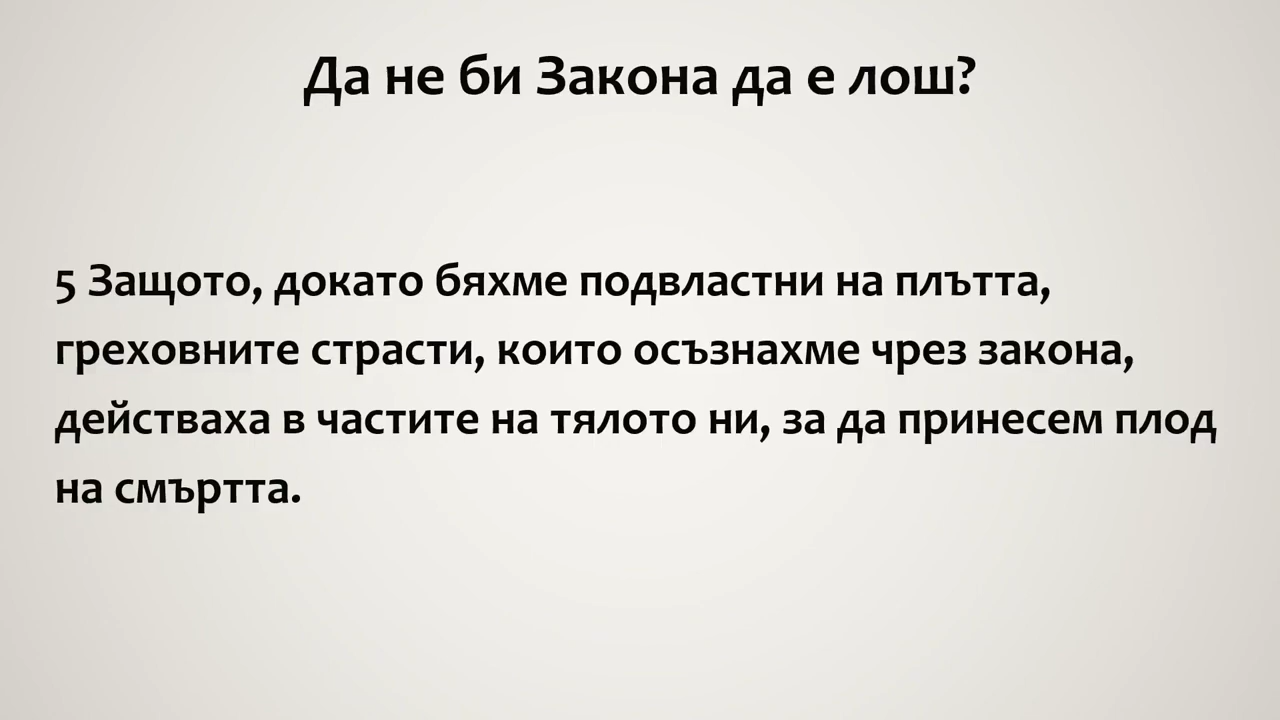 Да не би Закона да е лош?
5 Защото, докато бяхме подвластни на плътта,
греховните страсти, които осъзнахме чрез закона,
действаха в частите на тялото ни, за да принесем плод
на смъртта.